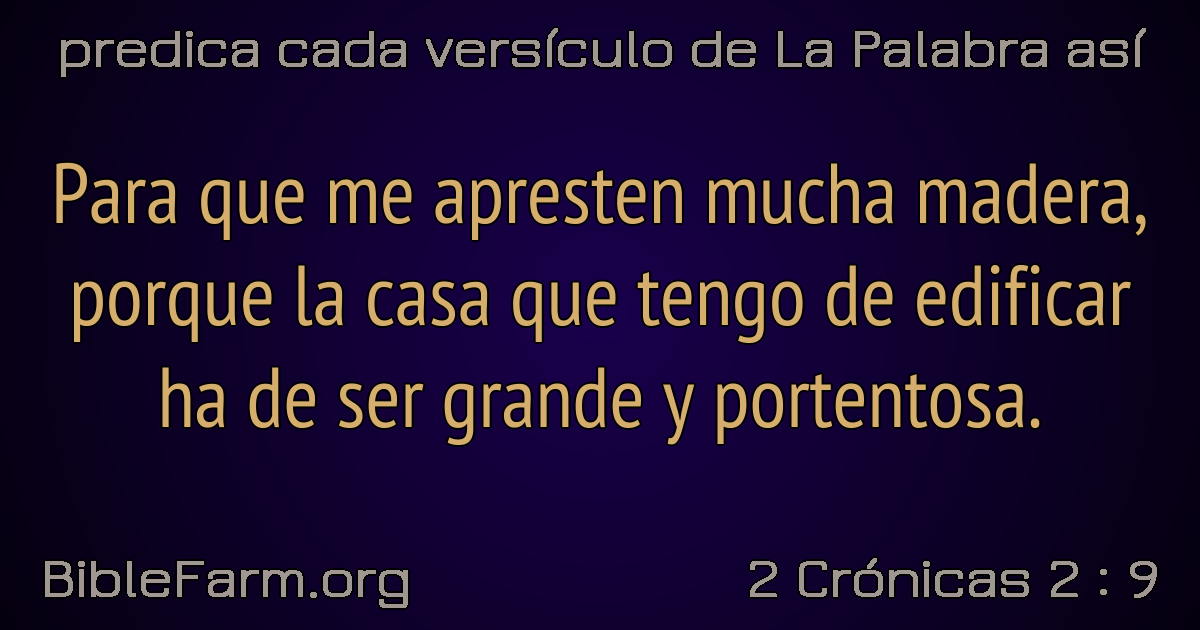 predica cada versículo de La Palabra así
Para que me apresten mucha madera,
porque la casa que tengo de edificar
ha de ser grande y portentosa.
BibleFarm.org
2 Crónicas 2 : 9